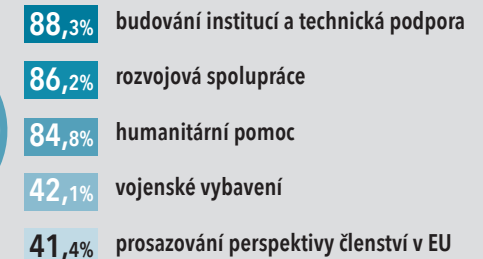 88,3% budování institucí a technická podpora
86,2% rozvojová spolupráce
84,8% humanitární pomoc
42,1% vojenské vybavení
41,4% prosazování perspektivy členství v EU